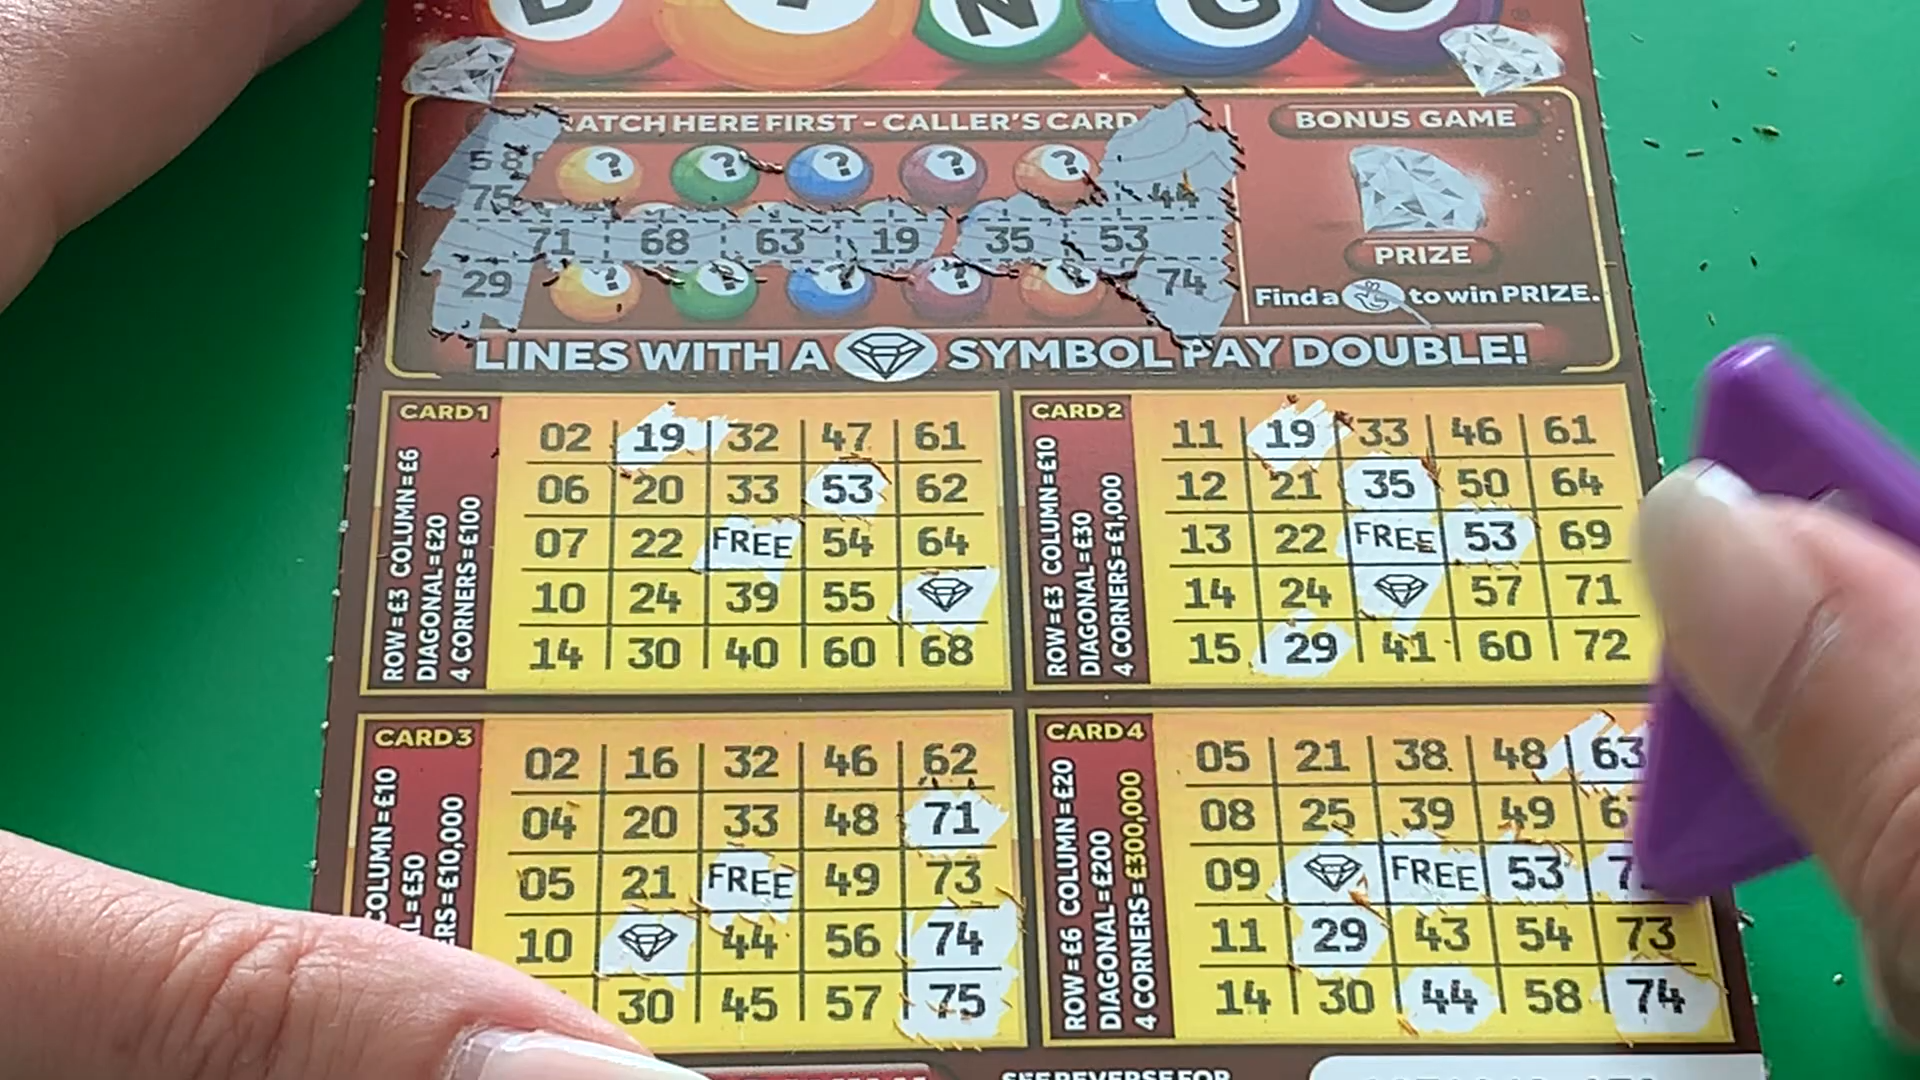 B I N G O
SCRATCH HERE FIRST - CALLER'S CARD
58
75 44
71 68 63 19 35 53
29 74
BONUS GAME
PRIZE
Find a to win PRIZE.
LINES WITH A SYMBOL PAY DOUBLE!
CARD 1
ROW = £3 COLUMN = £6
DIAGONAL = £20
4 CORNERS = £100
02 19 32 47 61
06 20 33 53 62
07 22 FREE 54 64
10 24 39 55
14 30 40 60 68
CARD 2
ROW = £3 COLUMN = £10
DIAGONAL = £30
4 CORNERS = £1,000
11 19 33 46 61
12 21 35 50 64
13 22 FREE 53 69
14 24 57 71
15 29 41 60 72
CARD 3
COLUMN = £10
= £50
= £10,000
02 16 32 46 62
04 20 33 48 71
05 21 FREE 49 73
10 44 56 74
30 45 57 75
CARD 4
ROW = £6 COLUMN = £20
DIAGONAL = £200
4 CORNERS = £300,000
05 21 38 48 63
08 25 39 49
09 FREE 53
11 29 43 54 73
14 30 44 58 74
SEE REVERSE FOR